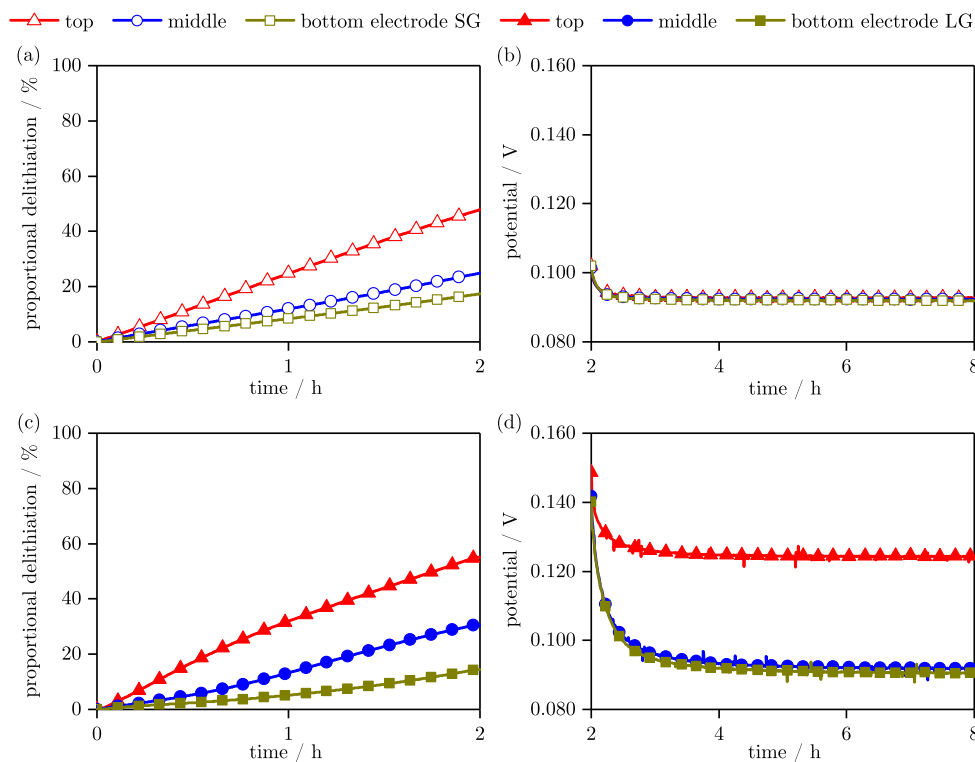 top middle bottom electrode SG top middle bottom electrode LG
(a) (b)
proportional delithiation / %
100
80
60
40
20
0
0 1 2
time / h
potential / V
0.160
0.140
0.120
0.100
0.080
2 4 6 8
time / h
(c) (d)
proportional delithiation / %
100
80
60
40
20
0
0 1 2
time / h
potential / V
0.160
0.140
0.120
0.100
0.080
2 4 6 8
time / h